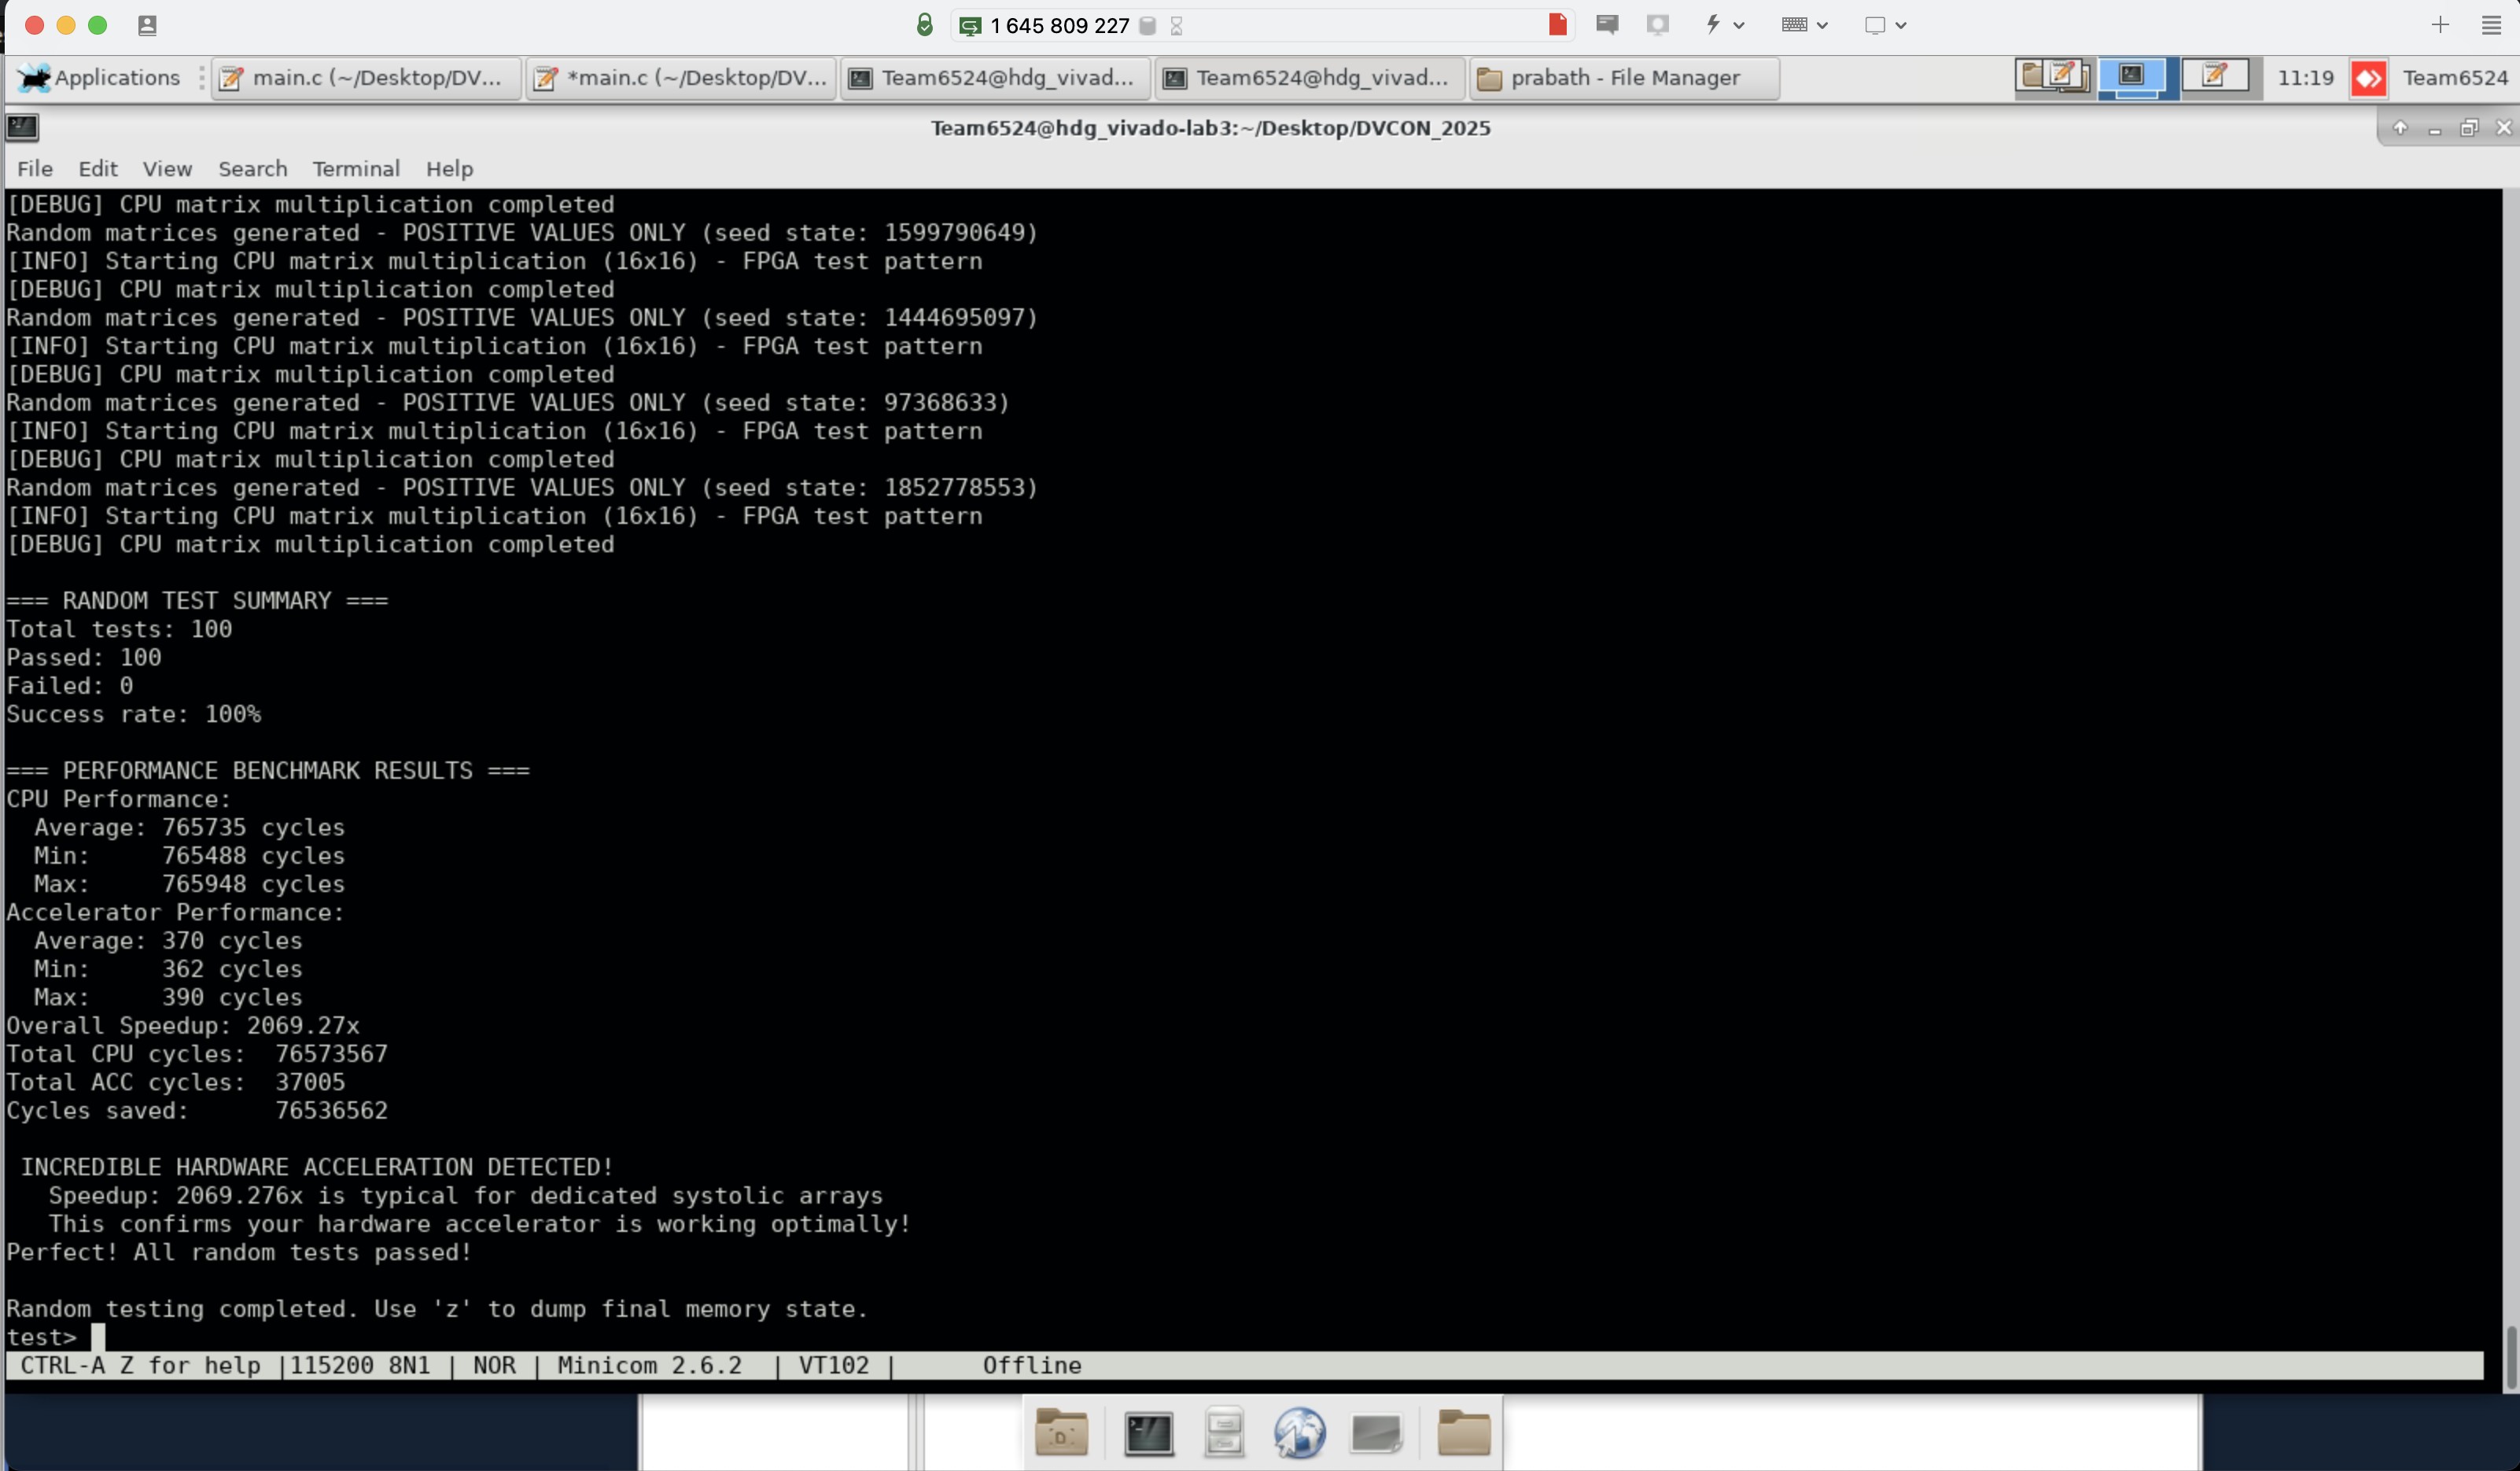 1 645 809 227
Applications
main.c (~/Desktop/DV...
*main.c (~/Desktop/DV...
Team6524@hdg_vivad...
Team6524@hdg_vivad...
prabath - File Manager
11:19
Team6524
Team6524@hdg_vivado-lab3:~/Desktop/DVCON_2025
File Edit View Search Terminal Help
[DEBUG] CPU matrix multiplication completed
Random matrices generated - POSITIVE VALUES ONLY (seed state: 1599790649)
[INFO] Starting CPU matrix multiplication (16x16) - FPGA test pattern
[DEBUG] CPU matrix multiplication completed
Random matrices generated - POSITIVE VALUES ONLY (seed state: 1444695097)
[INFO] Starting CPU matrix multiplication (16x16) - FPGA test pattern
[DEBUG] CPU matrix multiplication completed
Random matrices generated - POSITIVE VALUES ONLY (seed state: 97368633)
[INFO] Starting CPU matrix multiplication (16x16) - FPGA test pattern
[DEBUG] CPU matrix multiplication completed
Random matrices generated - POSITIVE VALUES ONLY (seed state: 1852778553)
[INFO] Starting CPU matrix multiplication (16x16) - FPGA test pattern
[DEBUG] CPU matrix multiplication completed
=== RANDOM TEST SUMMARY ===
Total tests: 100
Passed: 100
Failed: 0
Success rate: 100%
=== PERFORMANCE BENCHMARK RESULTS ===
CPU Performance:
Average: 765735 cycles
Min: 765488 cycles
Max: 765948 cycles
Accelerator Performance:
Average: 370 cycles
Min: 362 cycles
Max: 390 cycles
Overall Speedup: 2069.27x
Total CPU cycles: 76573567
Total ACC cycles: 37005
Cycles saved: 76536562
INCREDIBLE HARDWARE ACCELERATION DETECTED!
Speedup: 2069.276x is typical for dedicated systolic arrays
This confirms your hardware accelerator is working optimally!
Perfect! All random tests passed!
Random testing completed. Use 'z' to dump final memory state.
test>
CTRL-A Z for help |115200 8N1 | NOR | Minicom 2.6.2 | VT102 | Offline